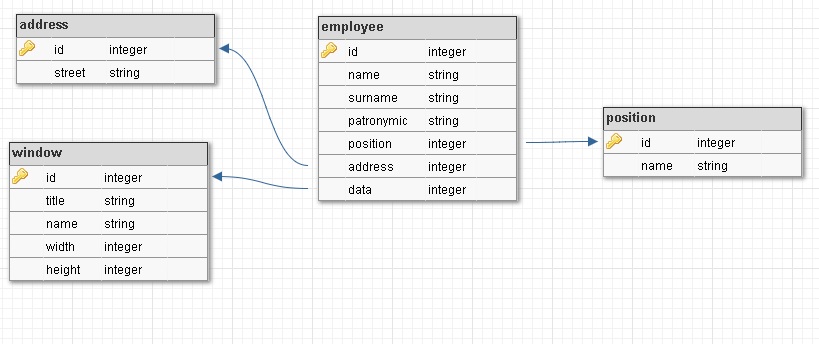 address
id integer
street string
window
id integer
title string
name string
width integer
height integer
employee
id integer
name string
surname string
patronymic string
position integer
address integer
data integer
position
id integer
name string